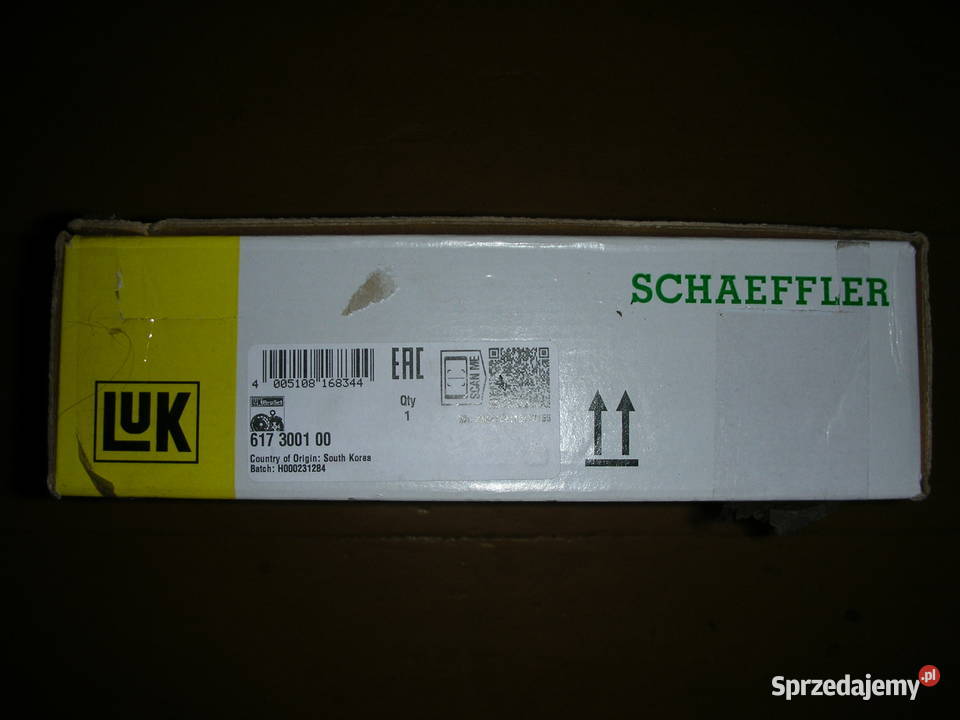 SCHAEFFLER
LUK
4 005108 168344
EAC
SCAN ME
Qty
1
617 3001 00
Country of Origin: South Korea
Batch: H000231284
Sprzedajemy.pl